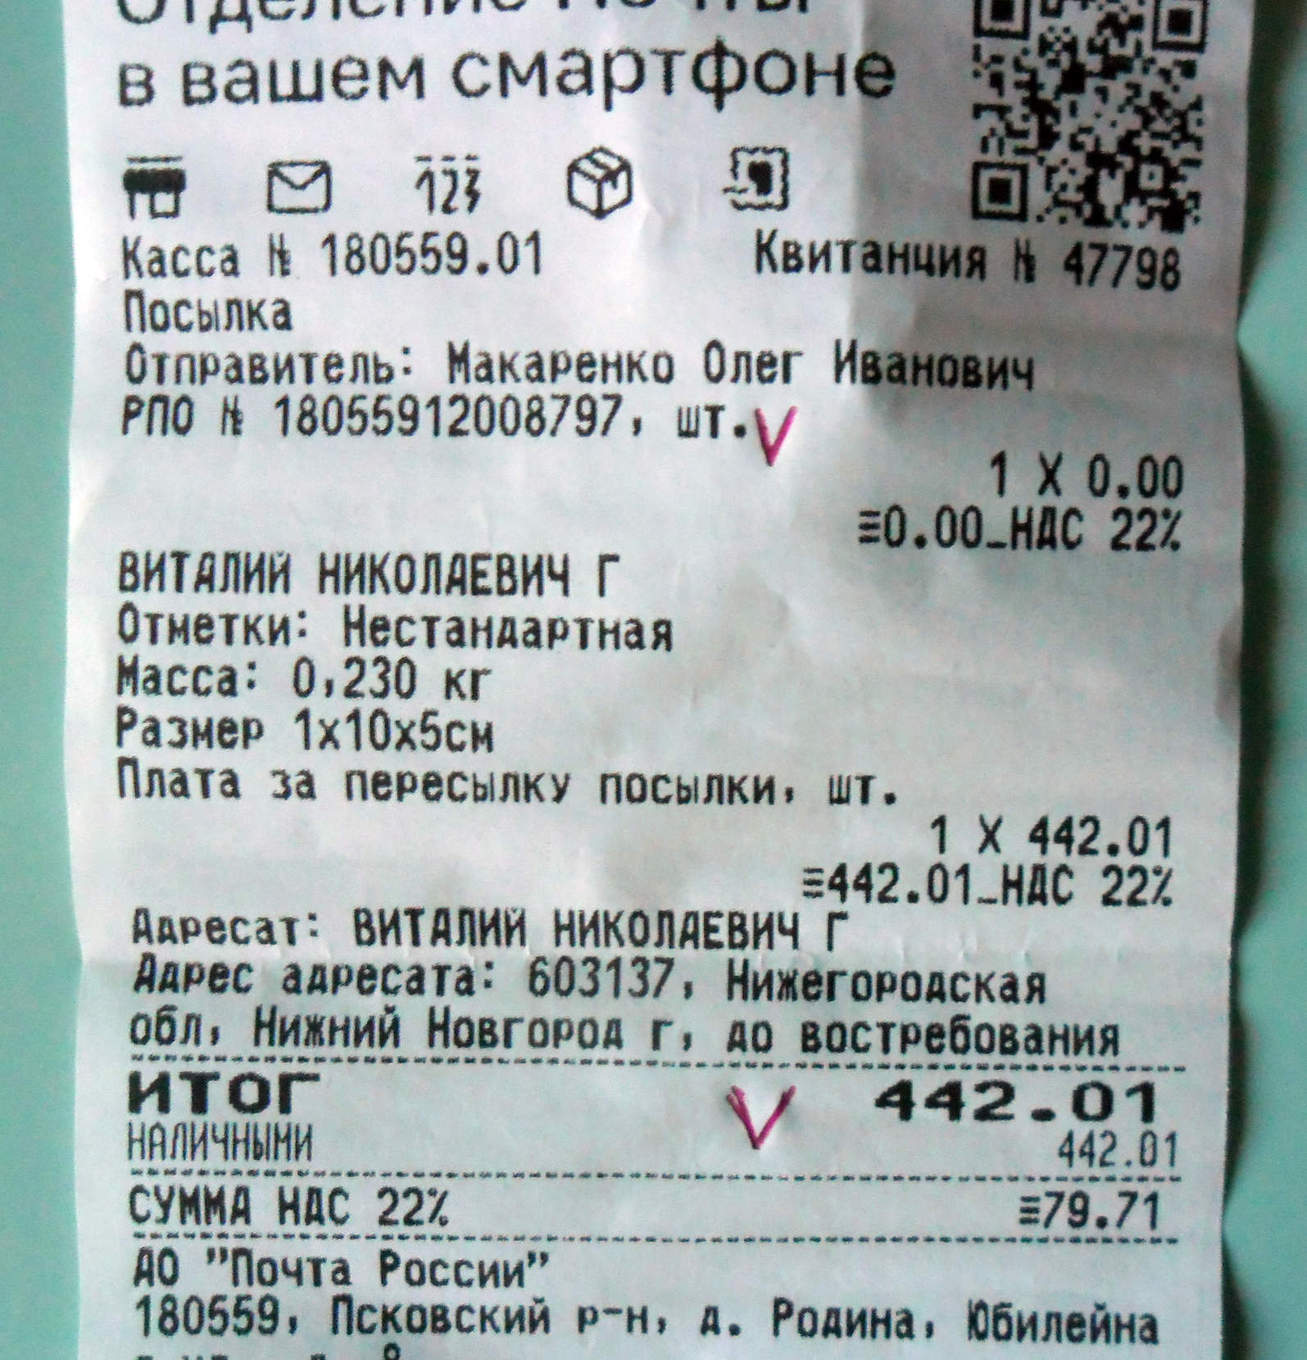 Отделение Почты
в вашем смартфоне
123
Касса № 180559.01 Квитанция № 47798
Посылка
Отправитель: Макаренко Олег Иванович
РПО № 18055912008797, шт.
1 X 0.00
≡0.00_НДС 22%
ВИТАЛИЙ НИКОЛАЕВИЧ Г
Отметки: Нестандартная
Масса: 0,230 кг
Размер 1x10x5см
Плата за пересылку посылки, шт.
1 X 442.01
≡442.01_НДС 22%
Адресат: ВИТАЛИЙ НИКОЛАЕВИЧ Г
Адрес адресата: 603137, Нижегородская
обл, Нижний Новгород г, до востребования
ИТОГ 442.01
НАЛИЧНЫМИ 442.01
СУММА НДС 22% ≡79.71
АО "Почта России"
180559, Псковский р-н, д. Родина, Юбилейна